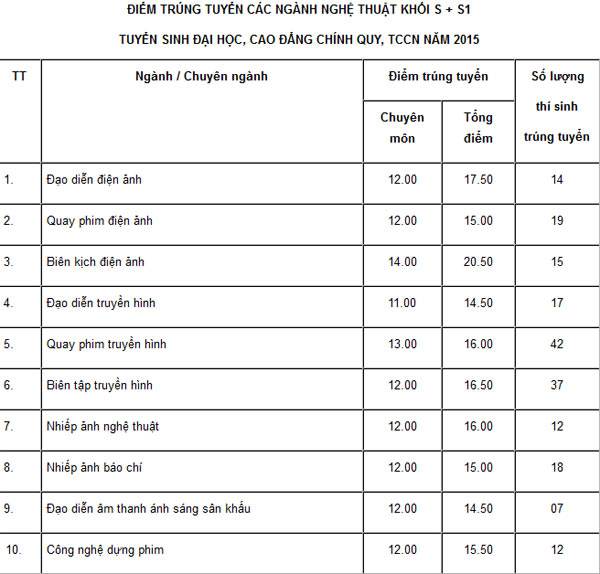 ĐIỂM TRÚNG TUYỂN CÁC NGÀNH NGHỆ THUẬT KHỐI S + S1
TUYỂN SINH ĐẠI HỌC, CAO ĐẲNG CHÍNH QUY, TCCN NĂM 2015
TT Ngành / Chuyên ngành Điểm trúng tuyển Số lượng thí sinh trúng tuyển
Chuyên môn Tổng điểm
1. Đạo diễn điện ảnh 12.00 17.50 14
2. Quay phim điện ảnh 12.00 15.00 19
3. Biên kịch điện ảnh 14.00 20.50 15
4. Đạo diễn truyền hình 11.00 14.50 17
5. Quay phim truyền hình 13.00 16.00 42
6. Biên tập truyền hình 12.00 16.50 37
7. Nhiếp ảnh nghệ thuật 12.00 16.00 12
8. Nhiếp ảnh báo chí 12.00 15.00 18
9. Đạo diễn âm thanh ánh sáng sân khấu 12.00 14.50 07
10. Công nghệ dựng phim 12.00 15.50 12